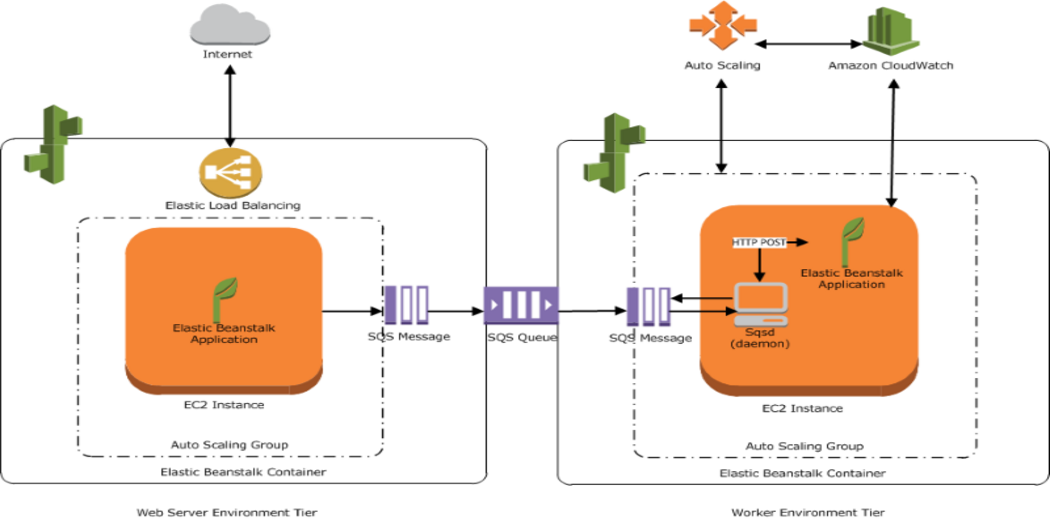 Internet
Auto Scaling
Amazon CloudWatch
Elastic Load Balancing
Elastic Beanstalk
Application
EC2 Instance
Auto Scaling Group
Elastic Beanstalk Container
Web Server Environment Tier
SQS Message
SQS Queue
SQS Message
HTTP POST
Elastic Beanstalk
Application
Sqsd
(daemon)
EC2 Instance
Auto Scaling Group
Elastic Beanstalk Container
Worker Environment Tier